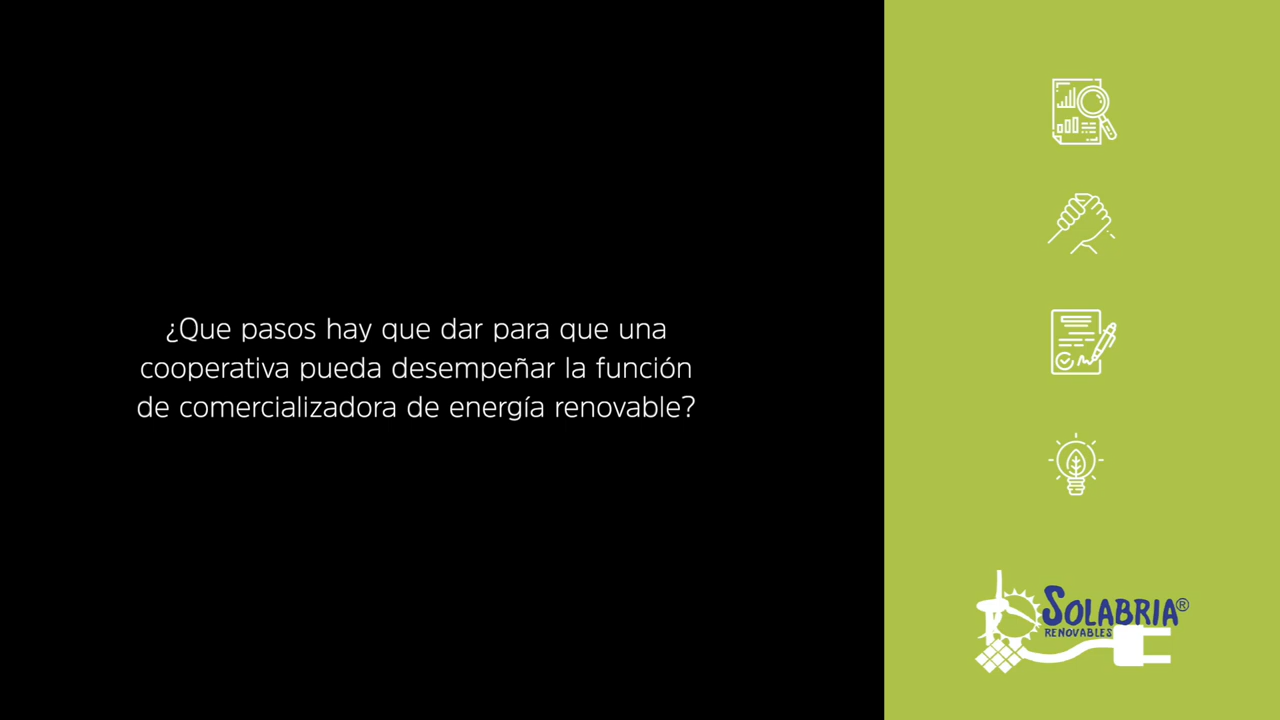 ¿Que pasos hay que dar para que una
cooperativa pueda desempeñar la función
de comercializadora de energía renovable?
SOLABRIA®
RENOVABLES